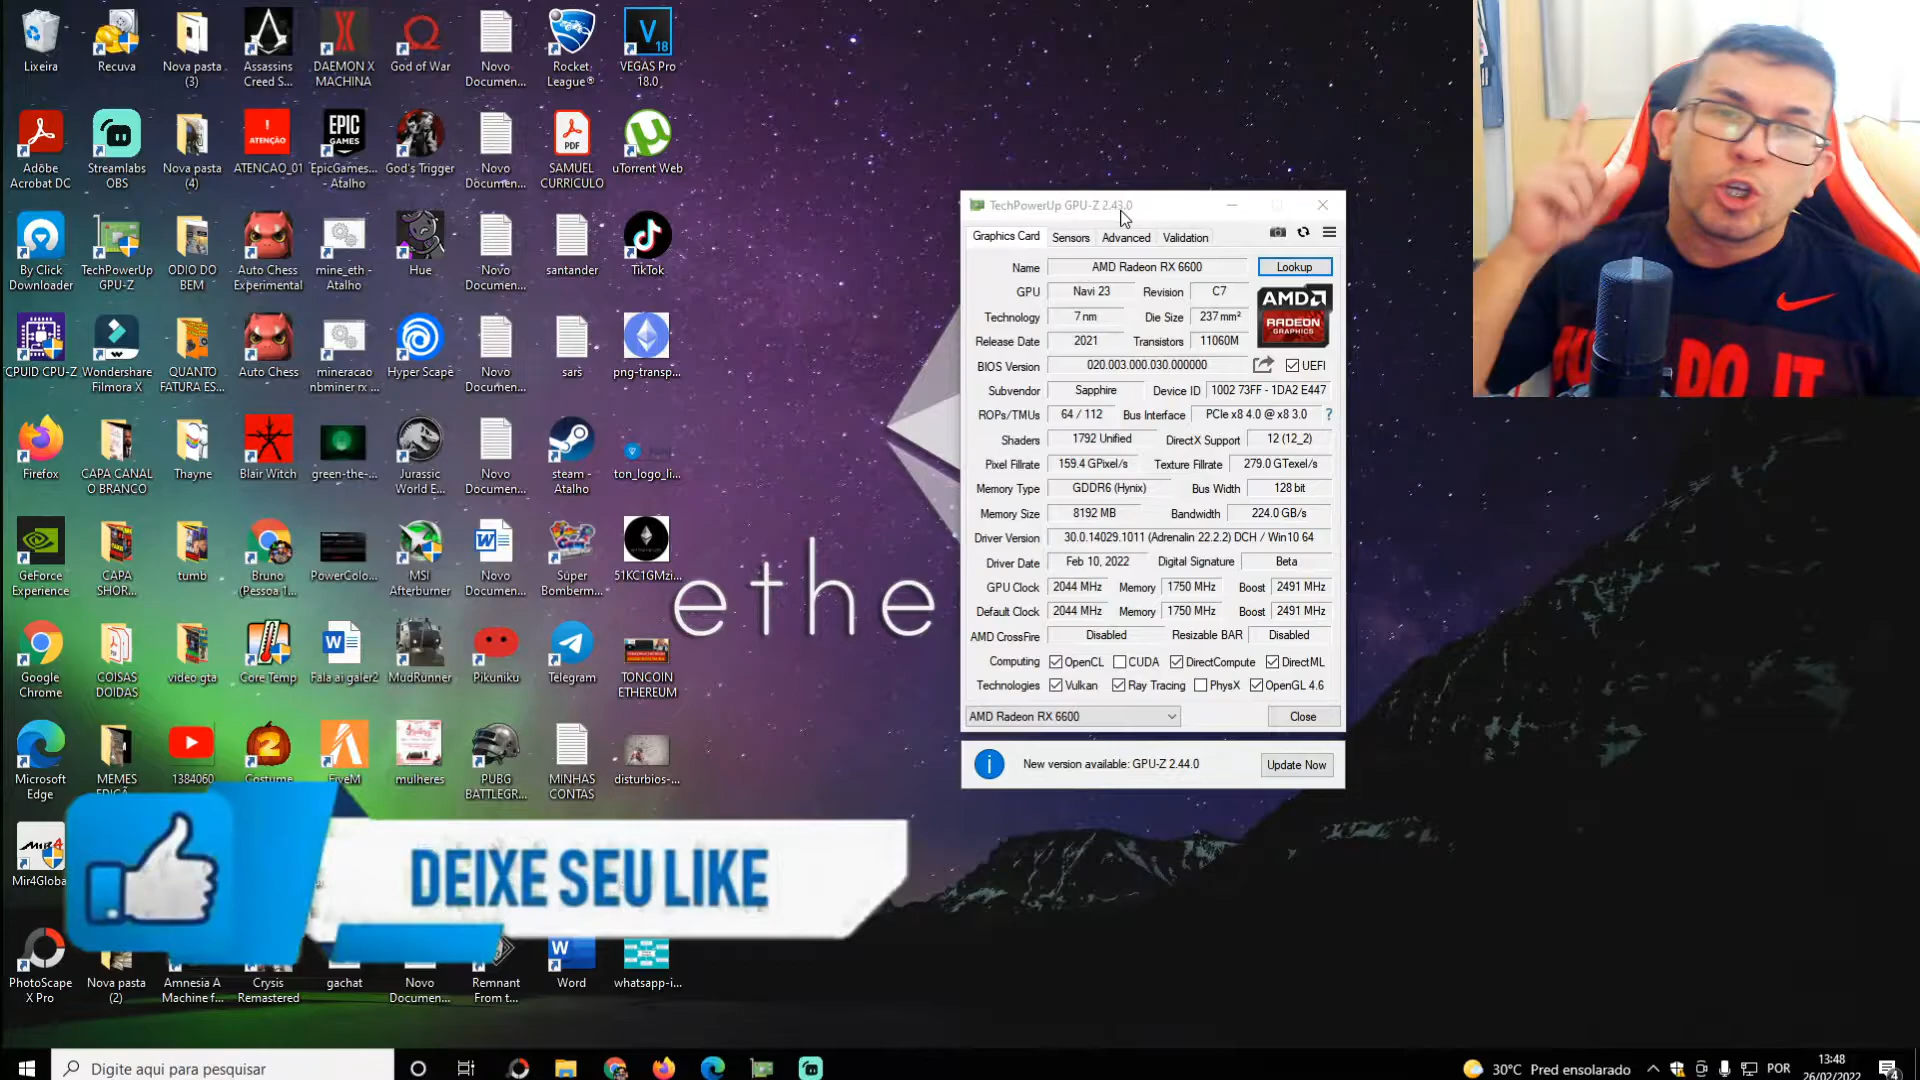 Lixeira
Recuva
Nova pasta
(3)
Assassins
Creed S...
DAEMON X
MACHINA
God of War
Novo
Documen...
Rocket
League®
VEGAS Pro
18.0
Adobe
Acrobat DC
Streamlabs
OBS
Nova pasta
(4)
ATENÇÃO
ATENCAO_01
EPIC
GAMES
EpicGames...
- Atalho
God's Trigger
Novo
Documen...
PDF
SAMUEL
CURRICULO
uTorrent Web
By Click
Downloader
TechPowerUp
GPU-Z
ODIO DO
BEM
Auto Chess
Experimental
mine_eth -
Atalho
Hue
Novo
Documen...
santander
TikTok
CPUID CPU-Z
Wondershare
Filmora X
QUANTO
FATURA ES...
Auto Chess
mineracao
nbminer rx ...
Hyper Scape
Novo
Documen...
sars
png-transp...
Firefox
CAPA CANAL
O BRANCO
Thayne
Blair Witch
green-the-...
Jurassic
World E...
Novo
Documen...
steam -
Atalho
ton_logo_li...
GeForce
Experience
CAPA
SHOR...
tumb
Bruno
(Pessoa 1...
PowerColo...
MSI
Afterburner
Novo
Documen...
Super
Bomberm...
51KC1GMzi...
Google
Chrome
COISAS
DOIDAS
video gta
Core Temp
Fala ai galer2
MudRunner
Pikuniku
Telegram
TONCOIN
ETHEREUM
Microsoft
Edge
MEMES
1384060
Costume
FiveM
mulheres
PUBG
BATTLEGR...
MINHAS
CONTAS
disturbios-...
Mir4Globa
DEIXE SEU LIKE
PhotoScape
X Pro
Nova pasta
(2)
Amnesia A
Machine f...
Crysis
Remastered
gachat
Novo
Documen...
Remnant
From t...
Word
whatsapp-i...
ethe
TechPowerUp GPU-Z 2.43.0
Graphics Card Sensors Advanced Validation
Name AMD Radeon RX 6600 Lookup
GPU Navi 23 Revision C7
AMD
RADEON
GRAPHICS
Technology 7 nm Die Size 237 mm²
Release Date 2021 Transistors 11060M
BIOS Version 020.003.000.030.000000 UEFI
Subvendor Sapphire Device ID 1002 73FF - 1DA2 E447
ROPs/TMUs 64 / 112 Bus Interface PCIe x8 4.0 @ x8 3.0 ?
Shaders 1792 Unified DirectX Support 12 (12_2)
Pixel Fillrate 159.4 GPixel/s Texture Fillrate 279.0 GTexel/s
Memory Type GDDR6 (Hynix) Bus Width 128 bit
Memory Size 8192 MB Bandwidth 224.0 GB/s
Driver Version 30.0.14029.1011 (Adrenalin 22.2.2) DCH / Win10 64
Driver Date Feb 10, 2022 Digital Signature Beta
GPU Clock 2044 MHz Memory 1750 MHz Boost 2491 MHz
Default Clock 2044 MHz Memory 1750 MHz Boost 2491 MHz
AMD CrossFire Disabled Resizable BAR Disabled
Computing OpenCL CUDA DirectCompute DirectML
Technologies Vulkan Ray Tracing PhysX OpenGL 4.6
AMD Radeon RX 6600 Close
New version available: GPU-Z 2.44.0 Update Now
DO IT
Digite aqui para pesquisar
30°C Pred ensolarado
POR
13:48
26/02/2022
4